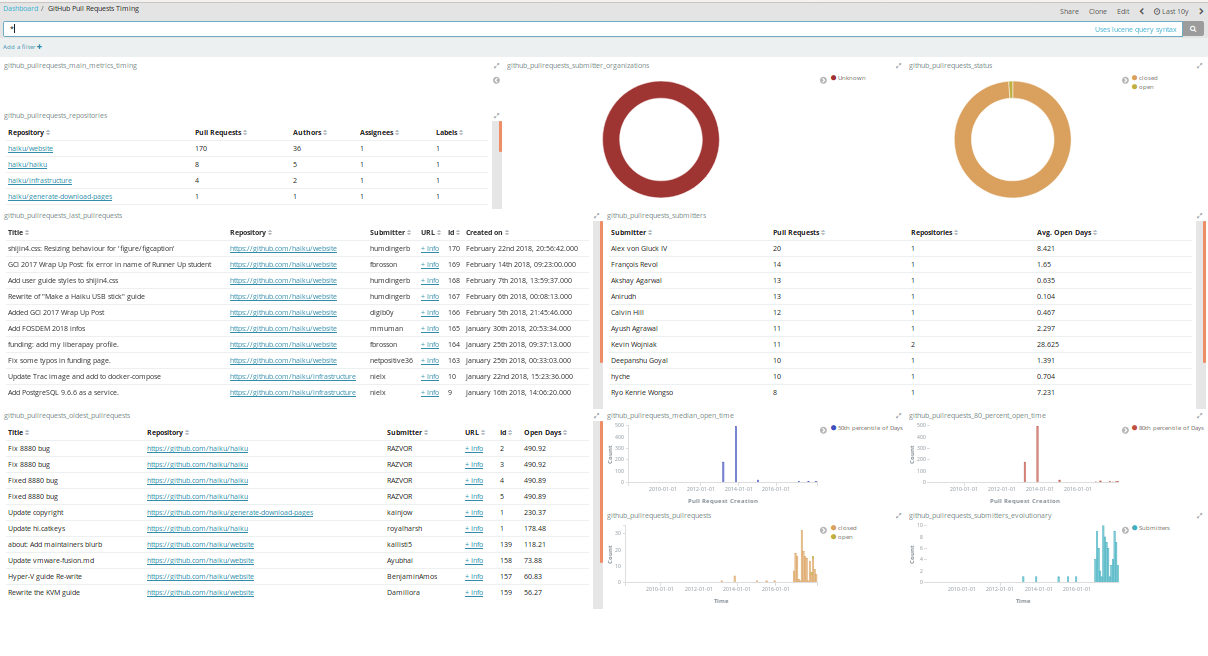 Dashboard / GitHub Pull Requests Timing
Share Clone Edit Last 10y
*
Uses lucene query syntax
Add a filter +
github_pullrequests_main_metrics_timing
github_pullrequests_repositories
Repository Pull Requests Authors Assignees Labels
haiku/website 170 36 1 1
haiku/haiku 8 5 1 1
haiku/infrastructure 4 2 1 1
haiku/generate-download-pages 1 1 1 1
github_pullrequests_submitter_organizations
Unknown
github_pullrequests_status
closed
open
github_pullrequests_last_pullrequests
Title Repository Submitter URL Id Created on
shijin4.css: Resizing behaviour for 'figure/figcaption' https://github.com/haiku/website humdingerb + info 170 February 22nd 2018, 20:56:42.000
GCI 2017 Wrap Up Post: fix error in name of Runner Up student https://github.com/haiku/website fbrosson + info 169 February 14th 2018, 09:23:00.000
Add user guide styles to shijin4.css https://github.com/haiku/website humdingerb + info 168 February 7th 2018, 13:59:37.000
Rewrite of "Make a Haiku USB stick" guide https://github.com/haiku/website humdingerb + info 167 February 6th 2018, 00:08:13.000
Added GCI 2017 Wrap Up Post https://github.com/haiku/website digib0y + info 166 February 5th 2018, 21:45:46.000
Add FOSDEM 2018 infos https://github.com/haiku/website mmuman + info 165 January 30th 2018, 20:53:34.000
funding: add my liberapay profile. https://github.com/haiku/website fbrosson + info 164 January 25th 2018, 09:37:13.000
Fix some typos in funding page. https://github.com/haiku/website netpositive36 + info 163 January 25th 2018, 00:33:03.000
Update Trac image and add to docker-compose https://github.com/haiku/infrastructure nielx + info 10 January 22nd 2018, 15:23:36.000
Add PostgreSQL 9.6.6 as a service. https://github.com/haiku/infrastructure nielx + info 9 January 16th 2018, 14:06:20.000
github_pullrequests_submitters
Submitter Pull Requests Repositories Avg. Open Days
Alex von Gluck IV 20 1 8.421
François Revol 14 1 1.65
Akshay Agarwal 13 1 0.635
Anirudh 13 1 0.104
Calvin Hill 12 1 0.467
Ayush Agrawal 11 1 2.297
Kevin Wojniak 11 2 28.625
Deepanshu Goyal 10 1 1.391
hyche 10 1 0.704
Ryo Kenrie Wongso 8 1 7.231
github_pullrequests_oldest_pullrequests
Title Repository Submitter URL Id Open Days
Fix 8880 bug https://github.com/haiku/haiku RAZVOR + info 2 490.92
Fix 8880 bug https://github.com/haiku/haiku RAZVOR + info 3 490.92
Fixed 8880 bug https://github.com/haiku/haiku RAZVOR + info 4 490.89
Fixed 8880 bug https://github.com/haiku/haiku RAZVOR + info 5 490.89
Update copyright https://github.com/haiku/generate-download-pages kainjow + info 1 230.37
Update hi.catkeys https://github.com/haiku/haiku royalharsh + info 1 178.48
about: Add maintainers blurb https://github.com/haiku/website kallisti5 + info 139 118.21
Update vmware-fusion.md https://github.com/haiku/website Ayubhai + info 158 73.88
Hyper-V guide Re-write https://github.com/haiku/website BenjaminAmos + info 157 60.83
Rewrite the KVM guide https://github.com/haiku/website Damillora + info 159 56.27
github_pullrequests_median_open_time
50th percentile of Days
Count
500
400
300
200
100
0
2010-01-01 2012-01-01 2014-01-01 2016-01-01
Pull Request Creation
github_pullrequests_80_percent_open_time
80th percentile of Days
Count
500
400
300
200
100
0
2010-01-01 2012-01-01 2014-01-01 2016-01-01
Pull Request Creation
github_pullrequests_pullrequests
closed
open
Count
30
20
10
0
2010-01-01 2012-01-01 2014-01-01 2016-01-01
Time
github_pullrequests_submitters_evolutionary
Submitters
Count
10
8
6
4
2
0
2010-01-01 2012-01-01 2014-01-01 2016-01-01
Time